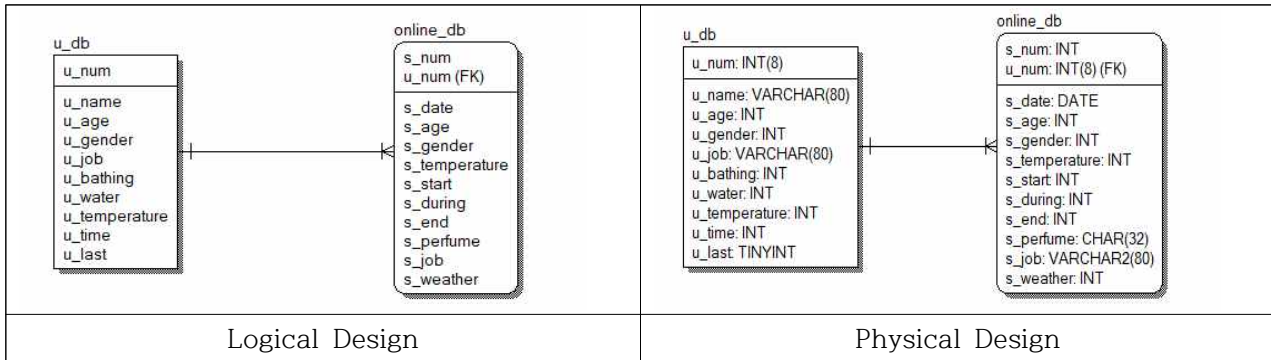 u_db
u_num
u_name
u_age
u_gender
u_job
u_bathing
u_water
u_temperature
u_time
u_last
online_db
s_num
u_num (FK)
s_date
s_age
s_gender
s_temperature
s_start
s_during
s_end
s_perfume
s_job
s_weather
Logical Design
u_db
u_num: INT(8)
u_name: VARCHAR(80)
u_age: INT
u_gender: INT
u_job: VARCHAR(80)
u_bathing: INT
u_water: INT
u_temperature: INT
u_time: INT
u_last: TINYINT
online_db
s_num: INT
u_num: INT(8) (FK)
s_date: DATE
s_age: INT
s_gender: INT
s_temperature: INT
s_start: INT
s_during: INT
s_end: INT
s_perfume: CHAR(32)
s_job: VARCHAR2(80)
s_weather: INT
Physical Design